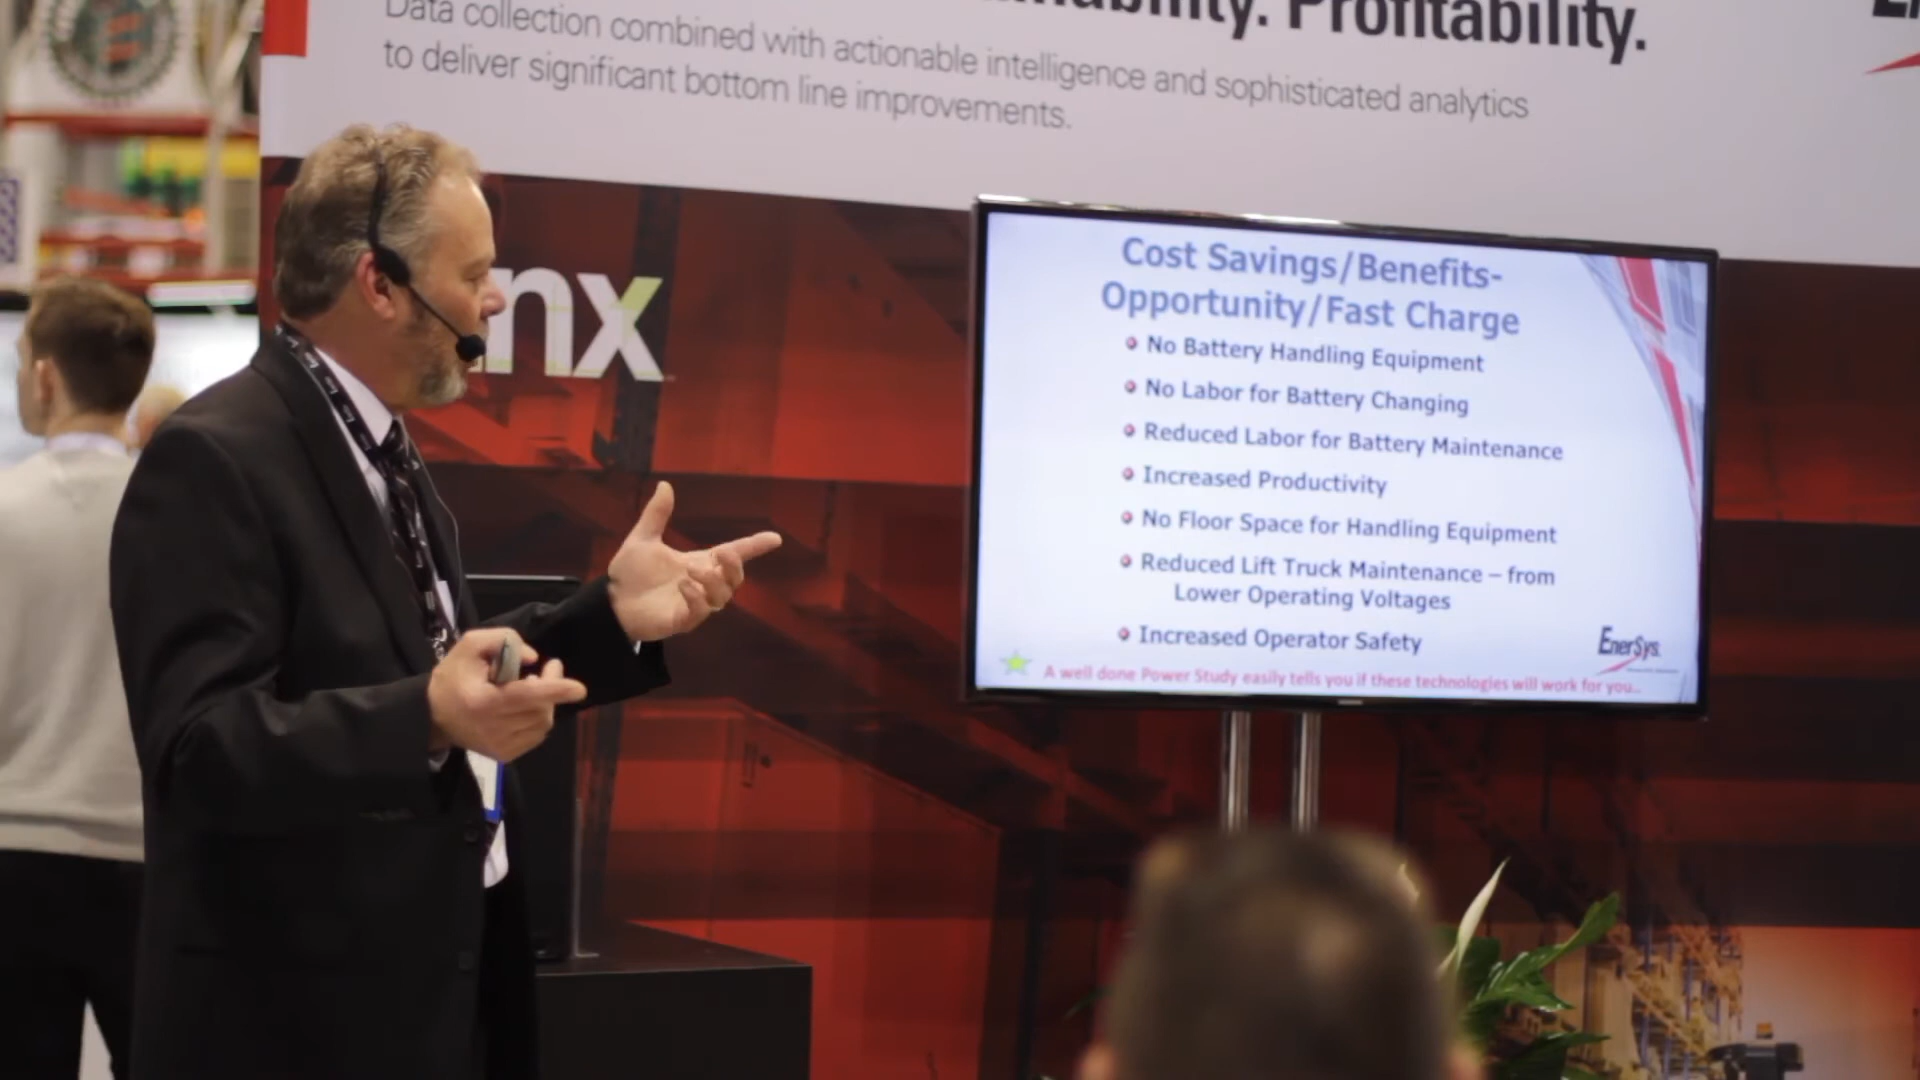 Profitability.
Data collection combined with actionable intelligence and sophisticated analytics
to deliver significant bottom line improvements.
nx
Cost Savings/Benefits-
Opportunity/Fast Charge
No Battery Handling Equipment
No Labor for Battery Changing
Reduced Labor for Battery Maintenance
Increased Productivity
No Floor Space for Handling Equipment
Reduced Lift Truck Maintenance – from
Lower Operating Voltages
Increased Operator Safety
EnerSys.
A well done Power Study easily tells you if these technologies will work for you...